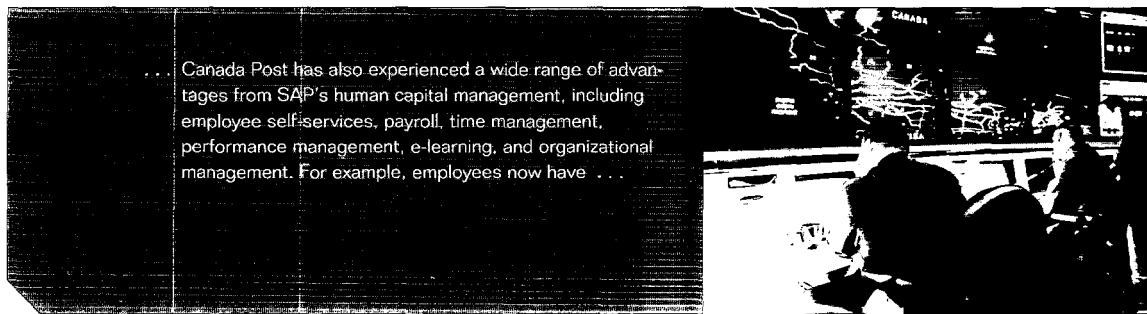 ... Canada Post has also experienced a wide range of advan-
tages from SAP's human capital management, including
employee self-services, payroll, time management,
performance management, e-learning, and organizational
management. For example, employees now have ...
CANADA